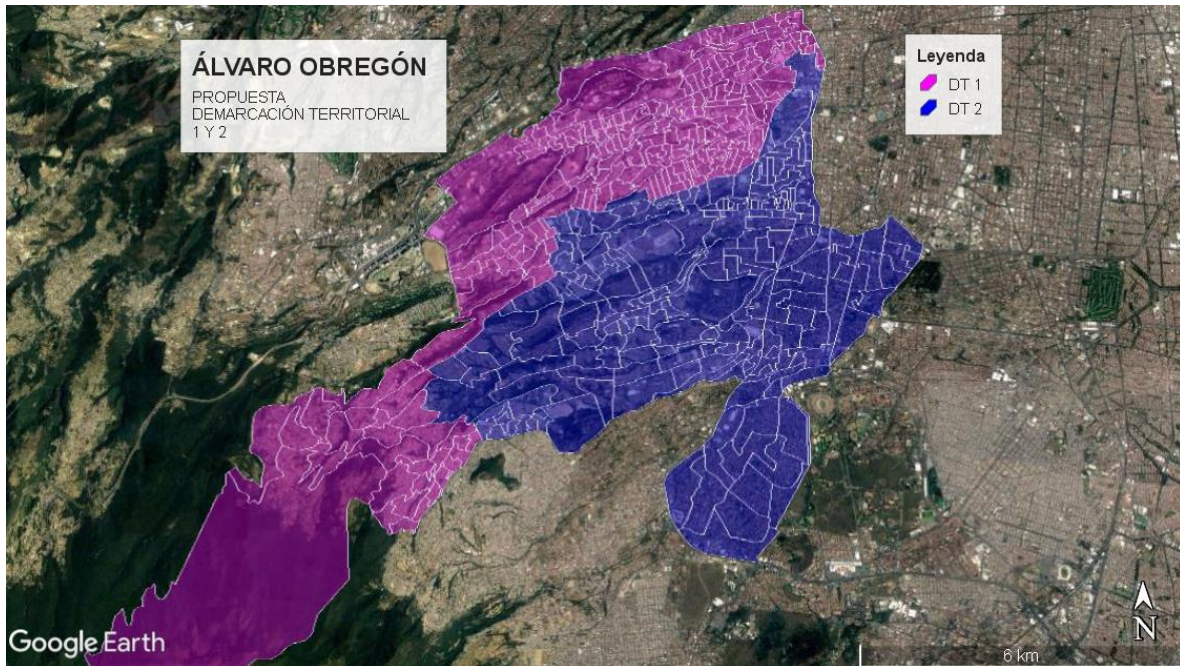 ÁLVARO OBREGÓN
PROPUESTA
DEMARCACIÓN TERRITORIAL
1 Y 2
Leyenda
DT 1
DT 2
Google Earth
N
6 km